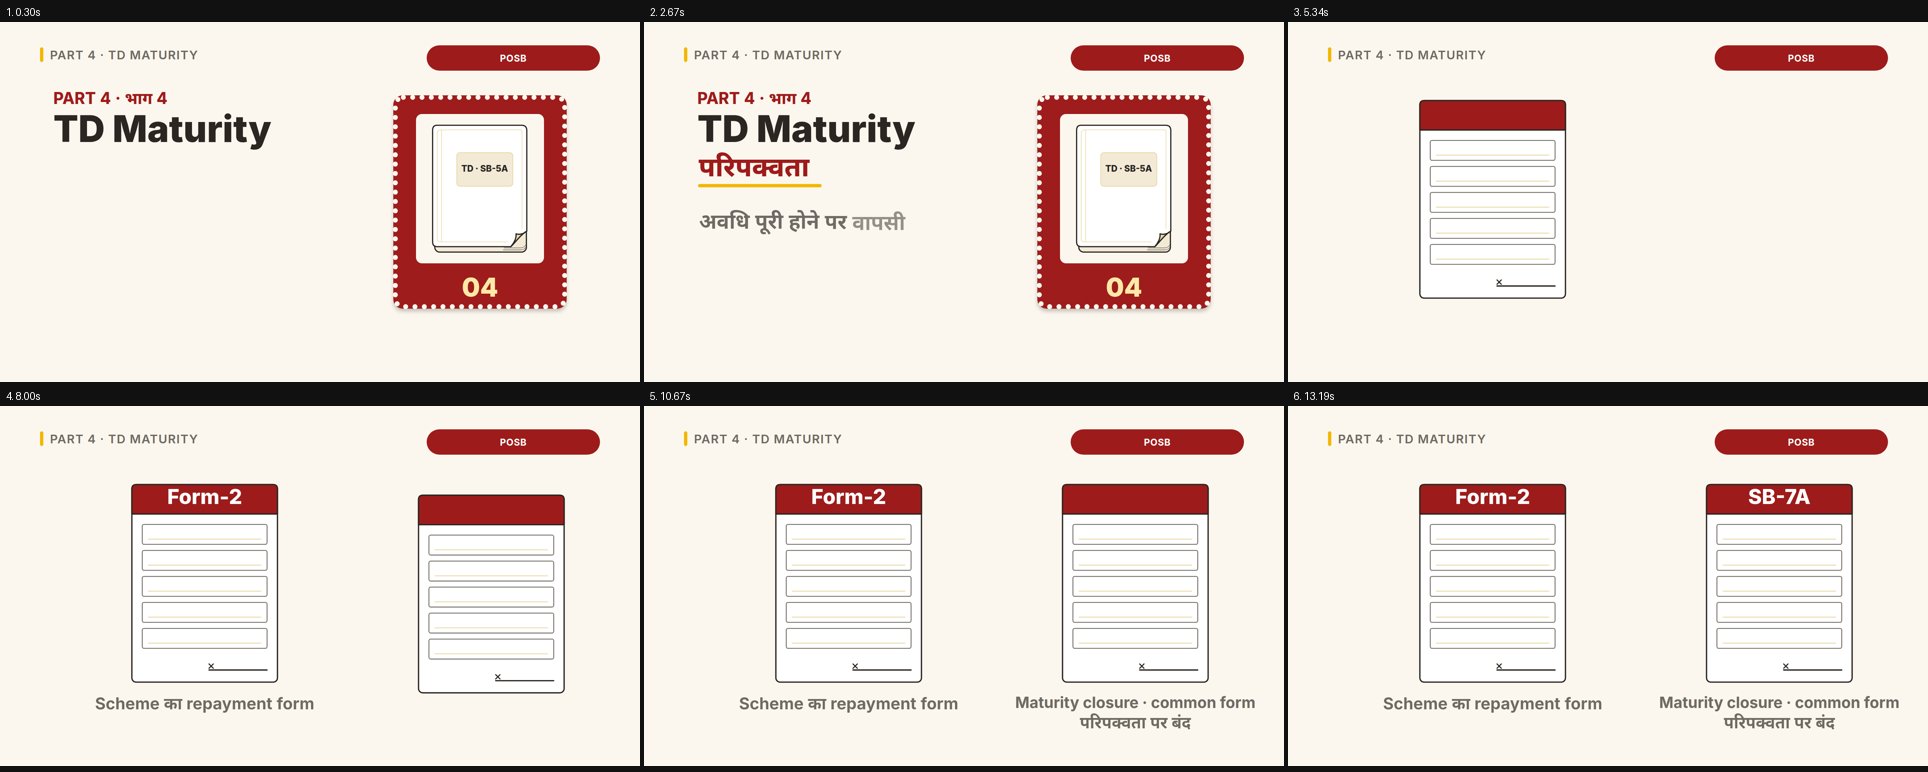 1. 0.30s
PART 4 · TD MATURITY
POSB
PART 4 · भाग 4
TD Maturity
TD · SB-5A
04
2. 2.67s
PART 4 · TD MATURITY
POSB
PART 4 · भाग 4
TD Maturity
परिपक्वता
अवधि पूरी होने पर वापसी
TD · SB-5A
04
3. 5.34s
PART 4 · TD MATURITY
POSB
×
4. 8.00s
PART 4 · TD MATURITY
POSB
Form-2
×
×
Scheme का repayment form
5. 10.67s
PART 4 · TD MATURITY
POSB
Form-2
×
×
Scheme का repayment form
Maturity closure · common form
परिपक्वता पर बंद
6. 13.19s
PART 4 · TD MATURITY
POSB
Form-2
SB-7A
×
×
Scheme का repayment form
Maturity closure · common form
परिपक्वता पर बंद